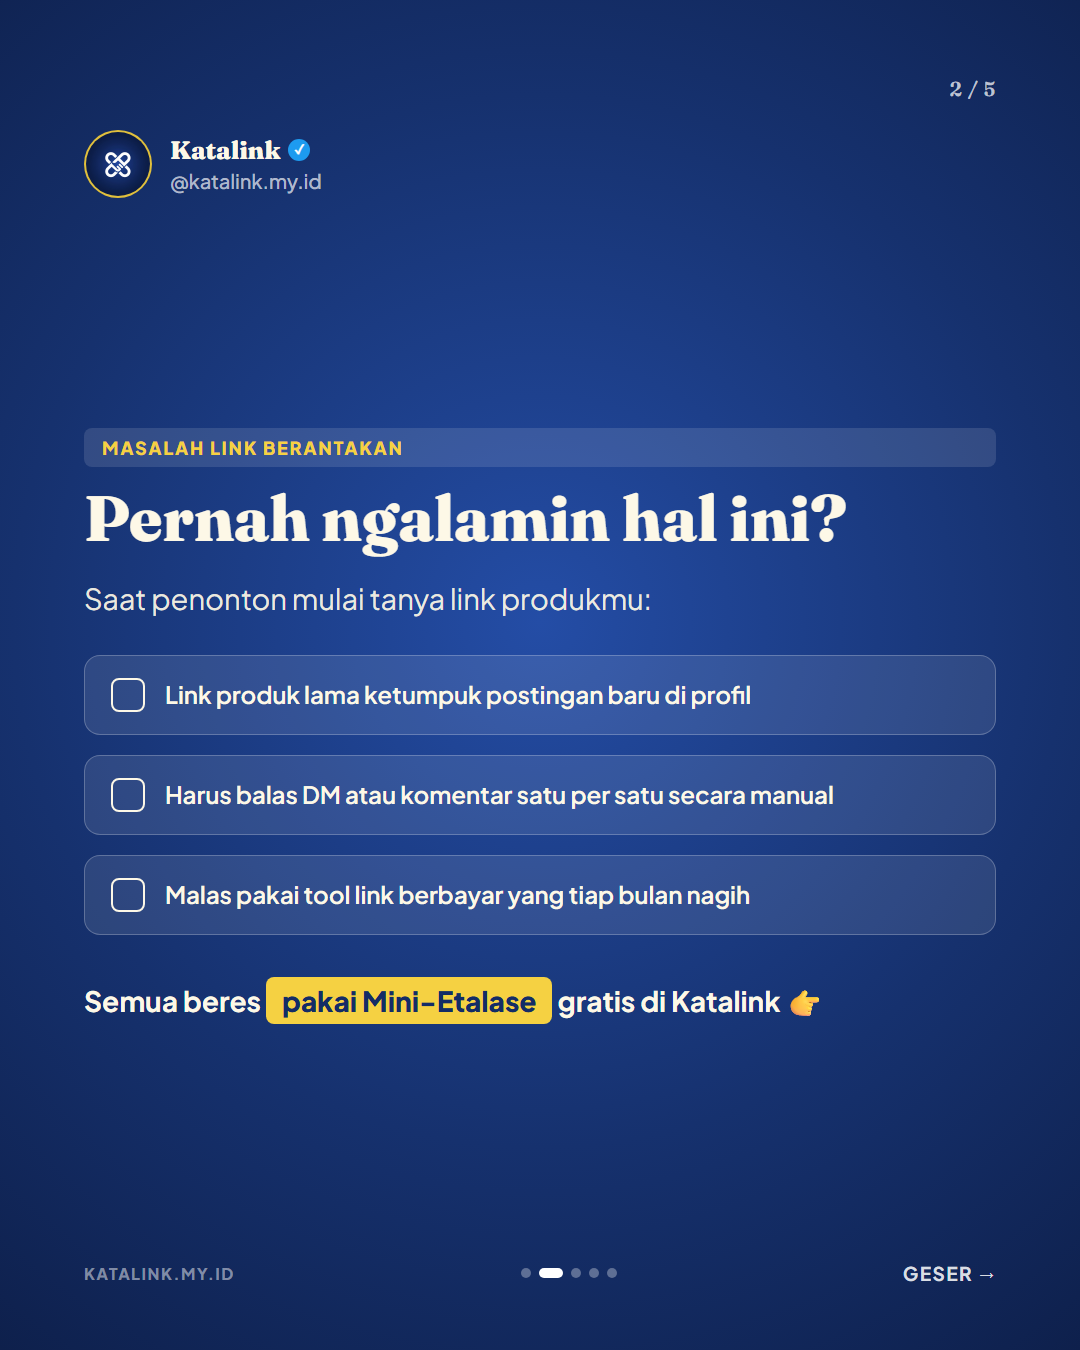 2 / 5
Katalink
@katalink.my.id
MASALAH LINK BERANTAKAN
Pernah ngalamin hal ini?
Saat penonton mulai tanya link produkmu:
Link produk lama ketumpuk postingan baru di profil
Harus balas DM atau komentar satu per satu secara manual
Malas pakai tool link berbayar yang tiap bulan nagih
Semua beres pakai Mini-Etalase gratis di Katalink 👉
KATALINK.MY.ID
GESER →